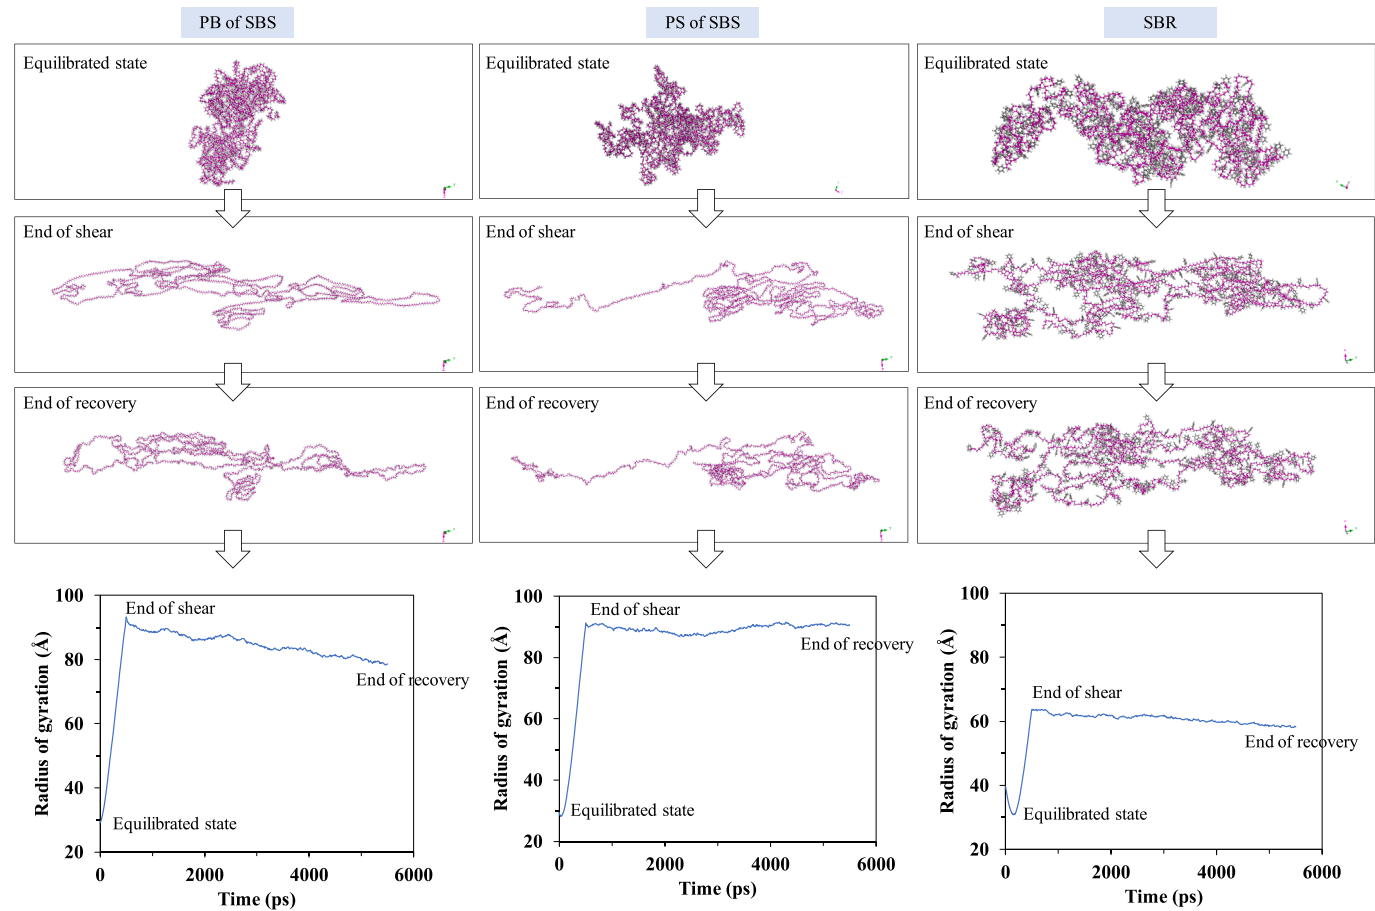 PB of SBS
PS of SBS
SBR
Equilibrated state
Equilibrated state
Equilibrated state
End of shear
End of shear
End of shear
End of recovery
End of recovery
End of recovery
100
80
60
40
20
Radius of gyration (Å)
End of shear
End of recovery
Equilibrated state
0
2000
4000
6000
Time (ps)
100
80
60
40
20
Radius of gyration (Å)
End of shear
End of recovery
Equilibrated state
0
2000
4000
6000
Time (ps)
100
80
60
40
20
Radius of gyration (Å)
End of shear
End of recovery
Equilibrated state
0
2000
4000
6000
Time (ps)